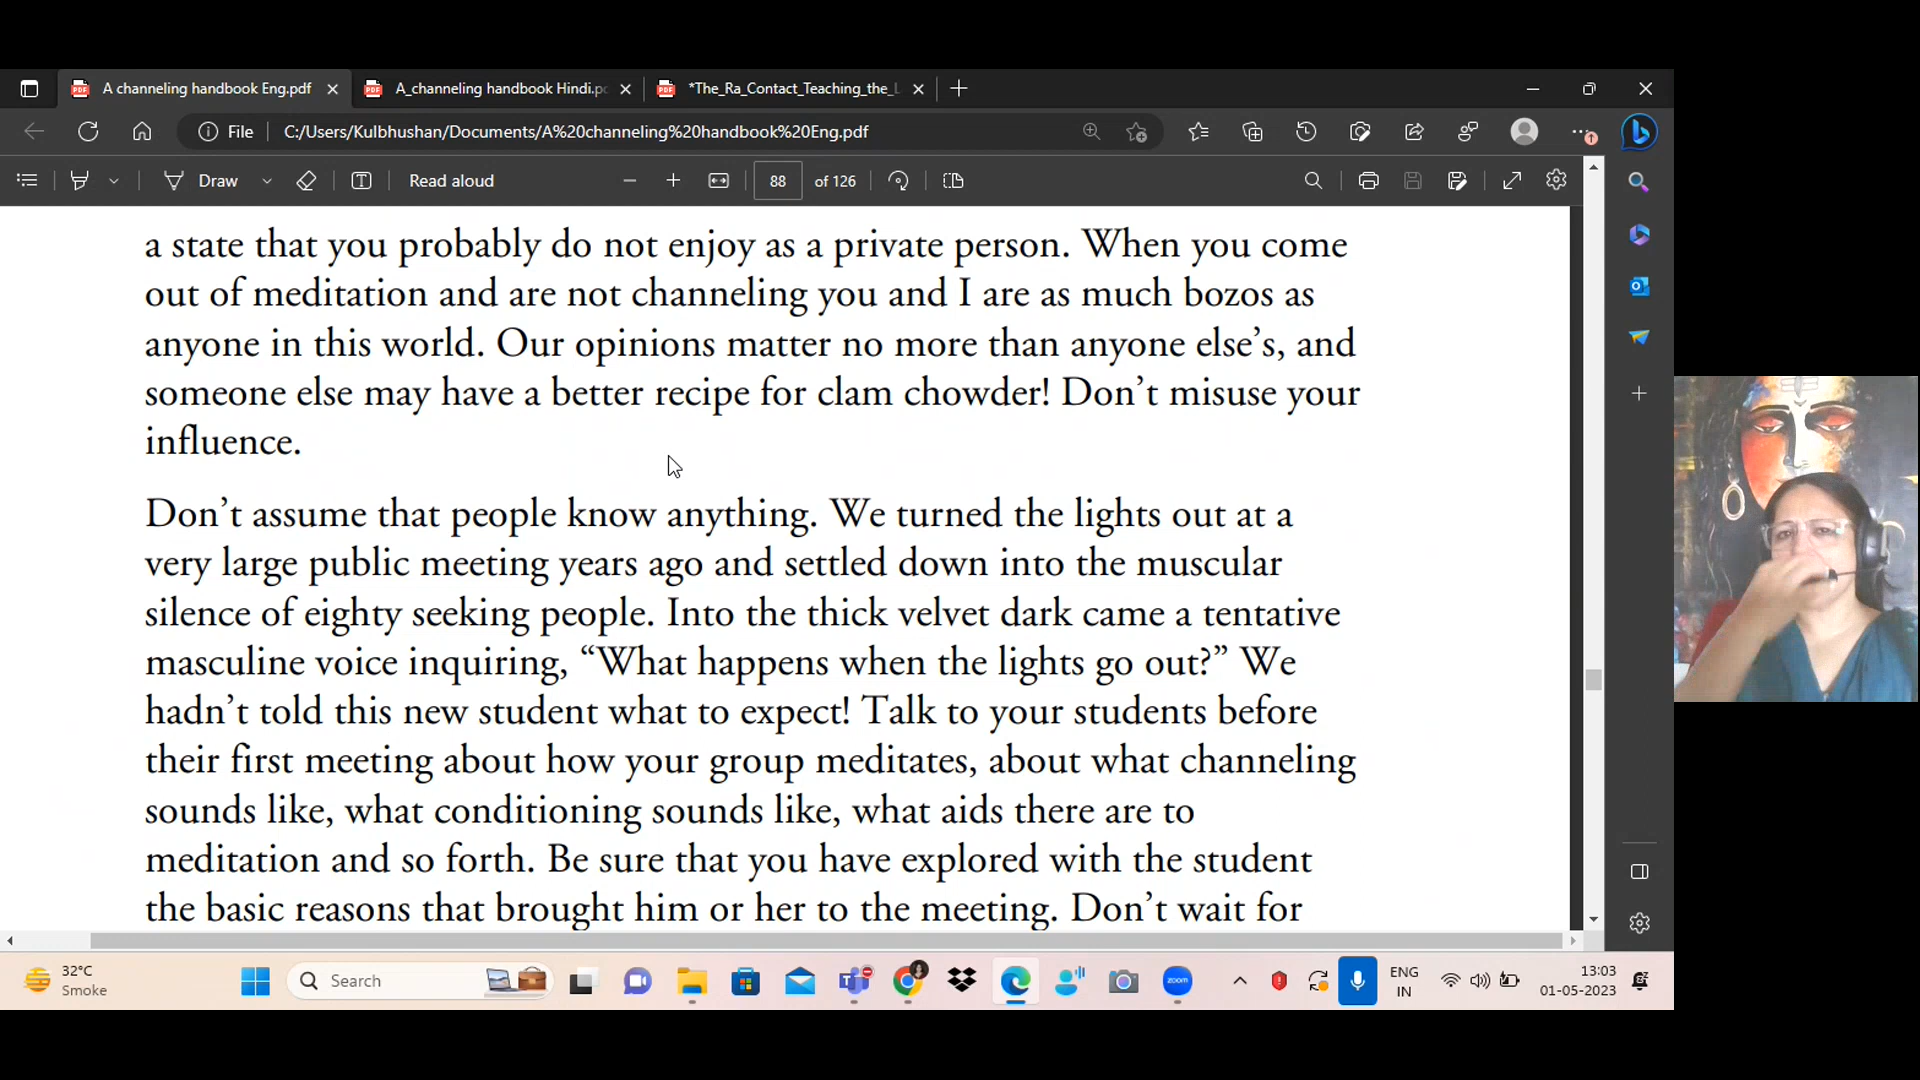 A channeling handbook Eng.pdf
A_channeling handbook Hindi.pd
*The_Ra_Contact_Teaching_the_L
File
C:/Users/Kulbhushan/Documents/A%20channeling%20handbook%20Eng.pdf
Draw
Read aloud
88
of 126
a state that you probably do not enjoy as a private person. When you come
out of meditation and are not channeling you and I are as much bozos as
anyone in this world. Our opinions matter no more than anyone else’s, and
someone else may have a better recipe for clam chowder! Don’t misuse your
influence.
Don’t assume that people know anything. We turned the lights out at a
very large public meeting years ago and settled down into the muscular
silence of eighty seeking people. Into the thick velvet dark came a tentative
masculine voice inquiring, “What happens when the lights go out?” We
hadn’t told this new student what to expect! Talk to your students before
their first meeting about how your group meditates, about what channeling
sounds like, what conditioning sounds like, what aids there are to
meditation and so forth. Be sure that you have explored with the student
the basic reasons that brought him or her to the meeting. Don’t wait for
32°C
Smoke
Search
zoom
ENG
IN
13:03
01-05-2023